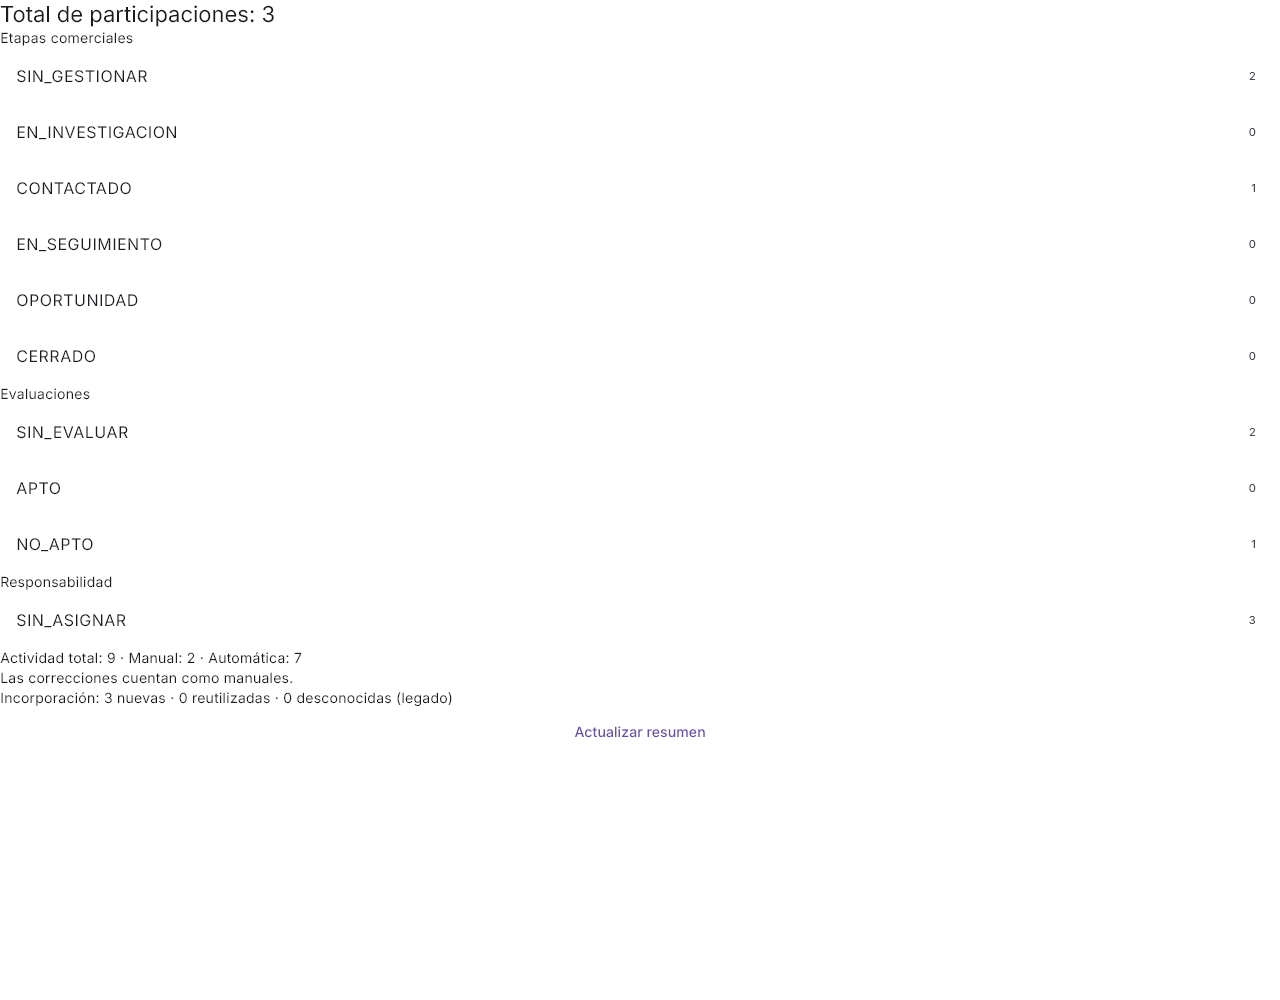 Total de participaciones: 3
Etapas comerciales
SIN_GESTIONAR 2
EN_INVESTIGACION 0
CONTACTADO 1
EN_SEGUIMIENTO 0
OPORTUNIDAD 0
CERRADO 0
Evaluaciones
SIN_EVALUAR 2
APTO 0
NO_APTO 1
Responsabilidad
SIN_ASIGNAR 3
Actividad total: 9 · Manual: 2 · Automática: 7
Las correcciones cuentan como manuales.
Incorporación: 3 nuevas · 0 reutilizadas · 0 desconocidas (legado)
Actualizar resumen